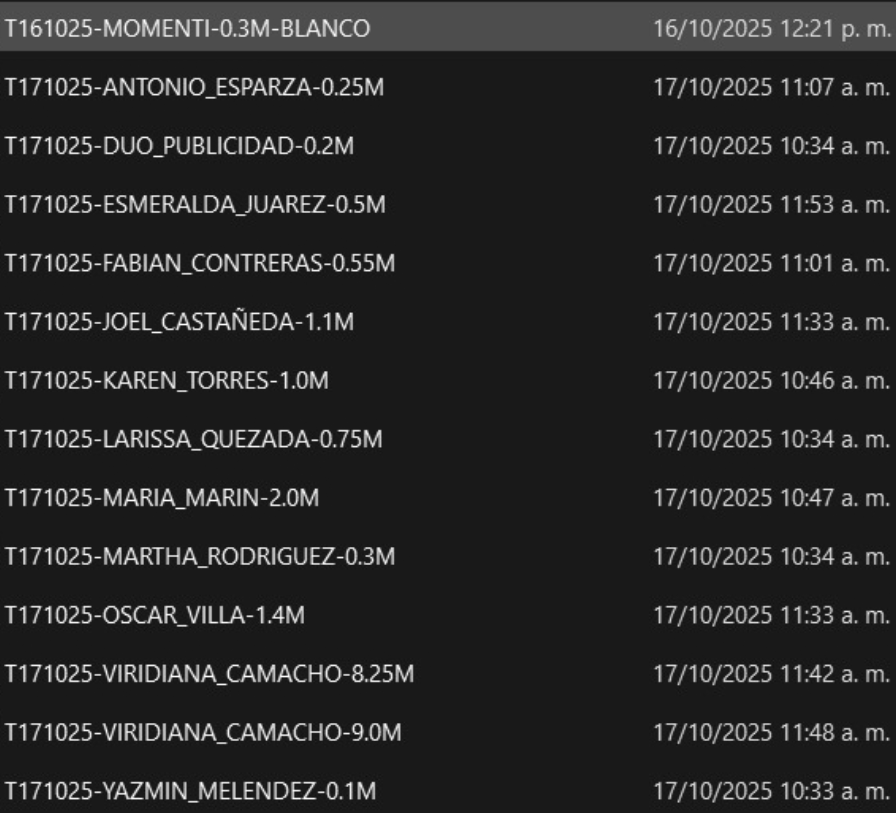 T161025-MOMENTI-0.3M-BLANCO 16/10/2025 12:21 p. m.
T171025-ANTONIO_ESPARZA-0.25M 17/10/2025 11:07 a. m.
T171025-DUO_PUBLICIDAD-0.2M 17/10/2025 10:34 a. m.
T171025-ESMERALDA_JUAREZ-0.5M 17/10/2025 11:53 a. m.
T171025-FABIAN_CONTRERAS-0.55M 17/10/2025 11:01 a. m.
T171025-JOEL_CASTAÑEDA-1.1M 17/10/2025 11:33 a. m.
T171025-KAREN_TORRES-1.0M 17/10/2025 10:46 a. m.
T171025-LARISSA_QUEZADA-0.75M 17/10/2025 10:34 a. m.
T171025-MARIA_MARIN-2.0M 17/10/2025 10:47 a. m.
T171025-MARTHA_RODRIGUEZ-0.3M 17/10/2025 10:34 a. m.
T171025-OSCAR_VILLA-1.4M 17/10/2025 11:33 a. m.
T171025-VIRIDIANA_CAMACHO-8.25M 17/10/2025 11:42 a. m.
T171025-VIRIDIANA_CAMACHO-9.0M 17/10/2025 11:48 a. m.
T171025-YAZMIN_MELENDEZ-0.1M 17/10/2025 10:33 a. m.